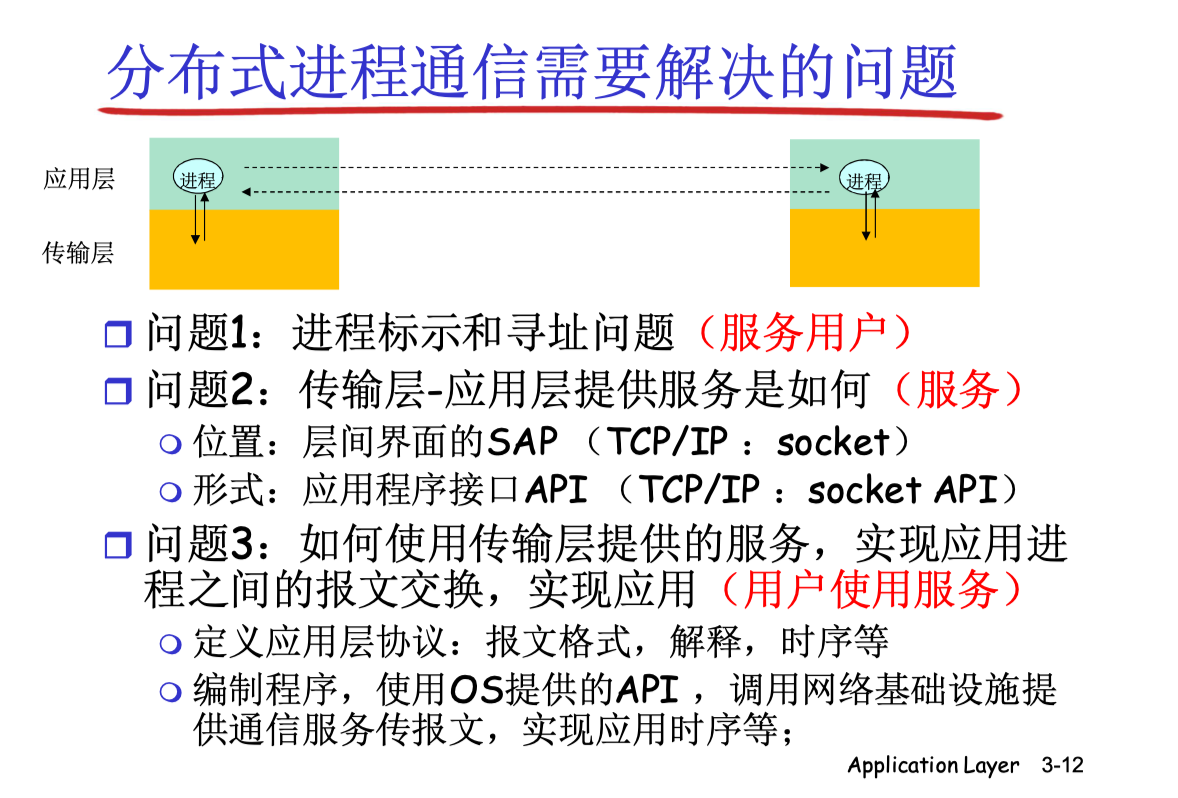 分布式进程通信需要解决的问题
应用层
进程
进程
传输层
问题1：进程标示和寻址问题（服务用户）
问题2：传输层-应用层提供服务是如何（服务）
位置：层间界面的SAP （TCP/IP ：socket）
形式：应用程序接口API （TCP/IP ：socket API）
问题3：如何使用传输层提供的服务，实现应用进
程之间的报文交换，实现应用（用户使用服务）
定义应用层协议：报文格式，解释，时序等
编制程序，使用OS提供的API ，调用网络基础设施提
供通信服务传报文，实现应用时序等；
Application Layer 3-12